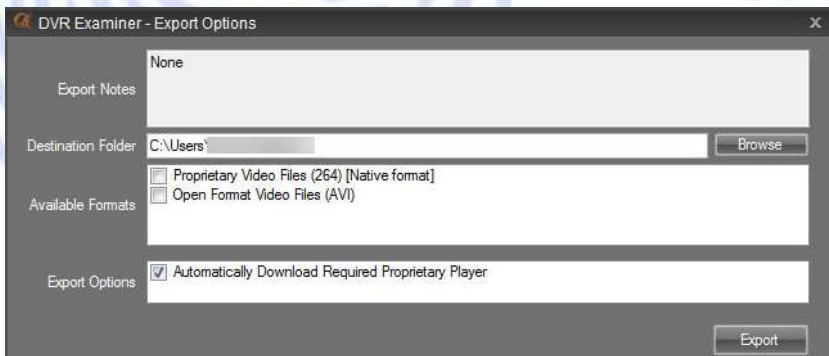 DVR Examiner - Export Options x
Export Notes
None
Destination Folder C:\Users\ Browse
Available Formats
Proprietary Video Files (264) [Native format]
Open Format Video Files (AVI)
Export Options
Automatically Download Required Proprietary Player
Export